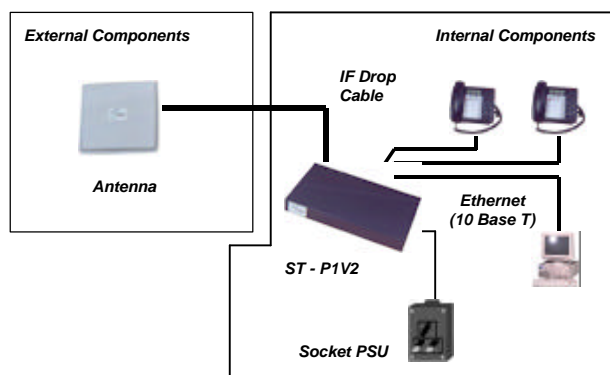 External Components
Internal Components
IF Drop
Cable
Antenna
Ethernet
(10 Base T)
ST - P1V2
Socket PSU